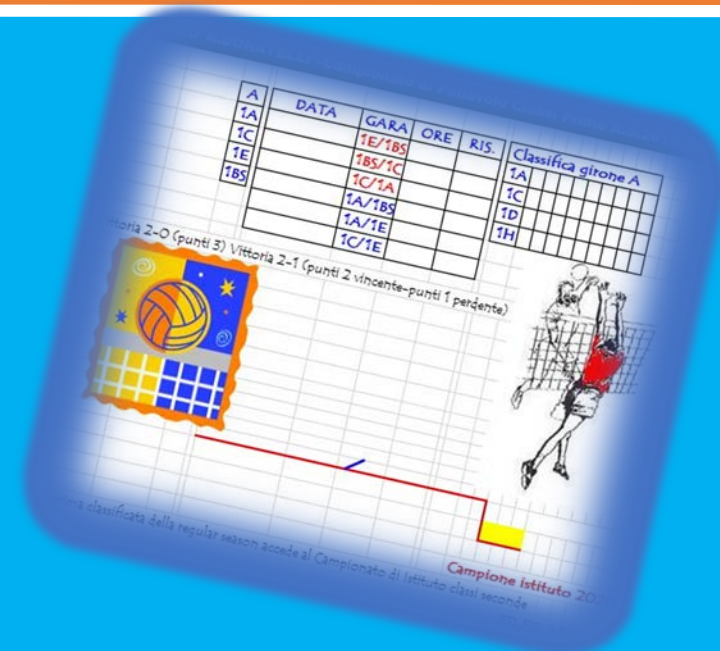 A
1A
1C
1E
1BS
DATA GARA ORE RIS.
1E/1BS
1BS/1C
1C/1A
1A/1BS
1A/1E
1C/1E
Classifica girone A
1A
1C
1D
1H
2-0 (punti 3) Vittoria 2-1 (punti 2 vincente-punti 1 perdente)
classificata della regular season accede al Campionato di Istituto classi seconde
Campione istituto